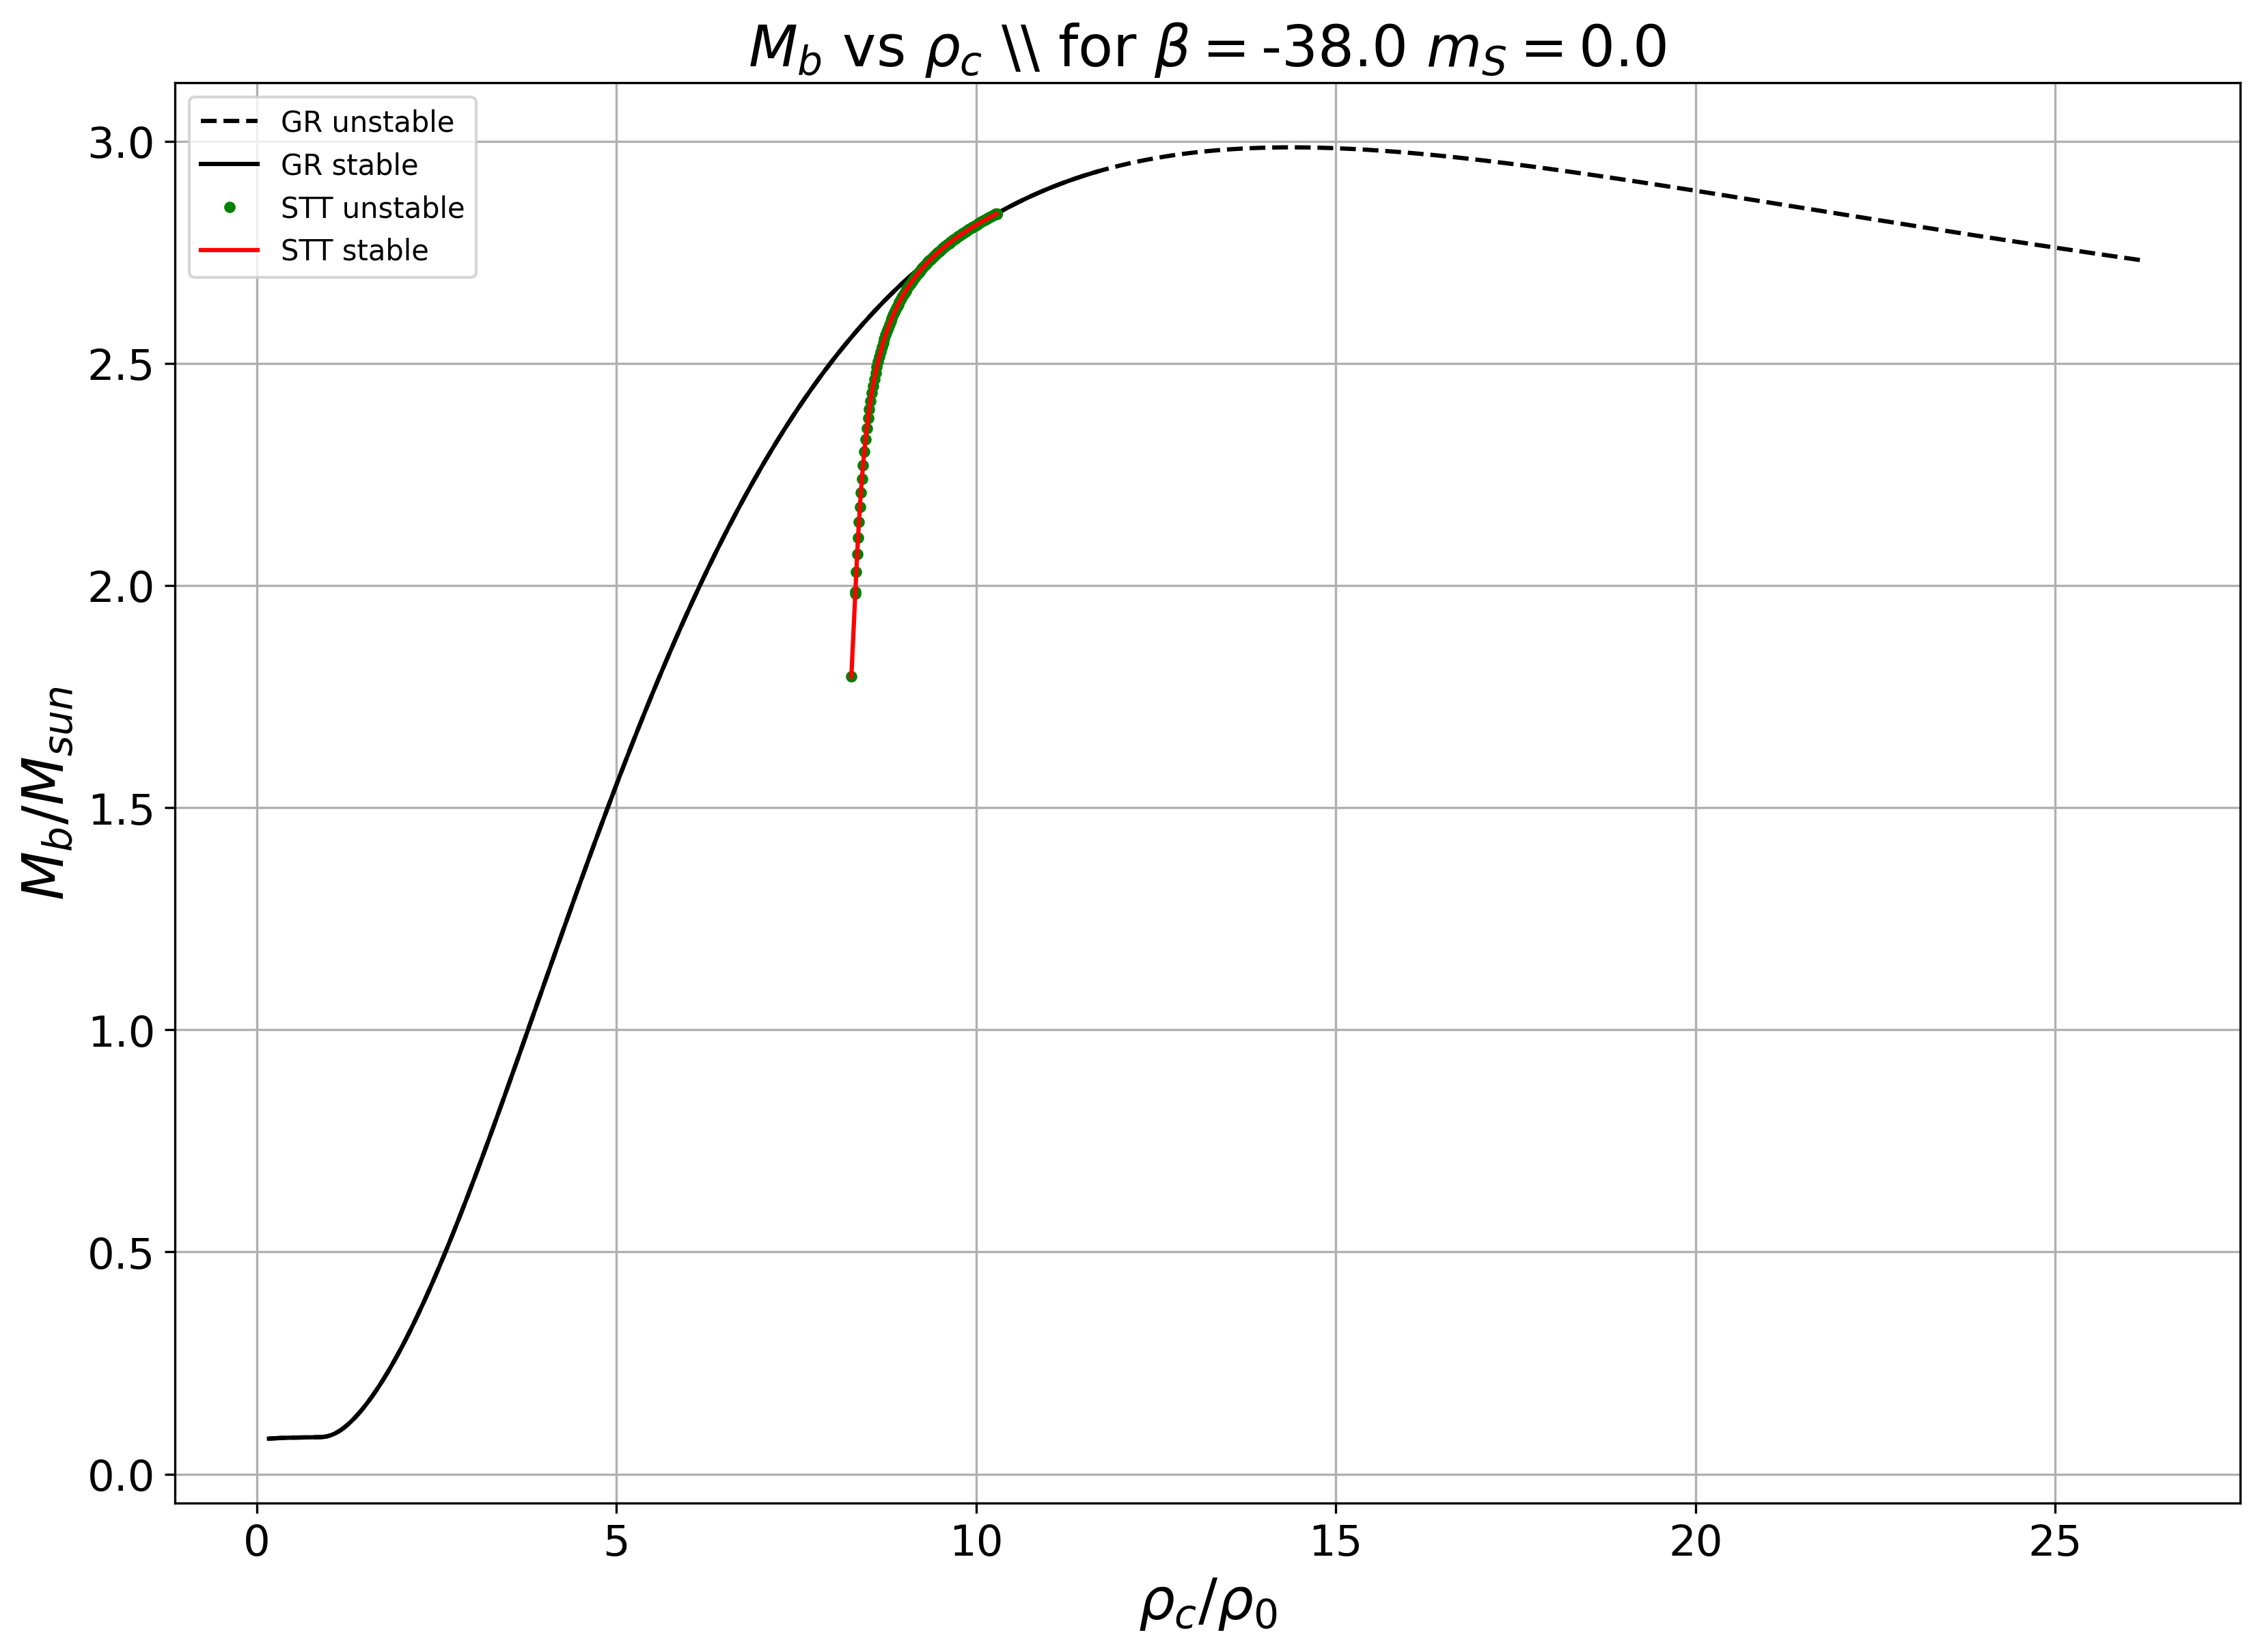 M_b vs ρ_c \\ for β = -38.0 m_S = 0.0
GR unstable
GR stable
STT unstable
STT stable
3.0
2.5
2.0
1.5
1.0
0.5
0.0
M_b/M_sun
0 5 10 15 20 25
ρ_c/ρ_0